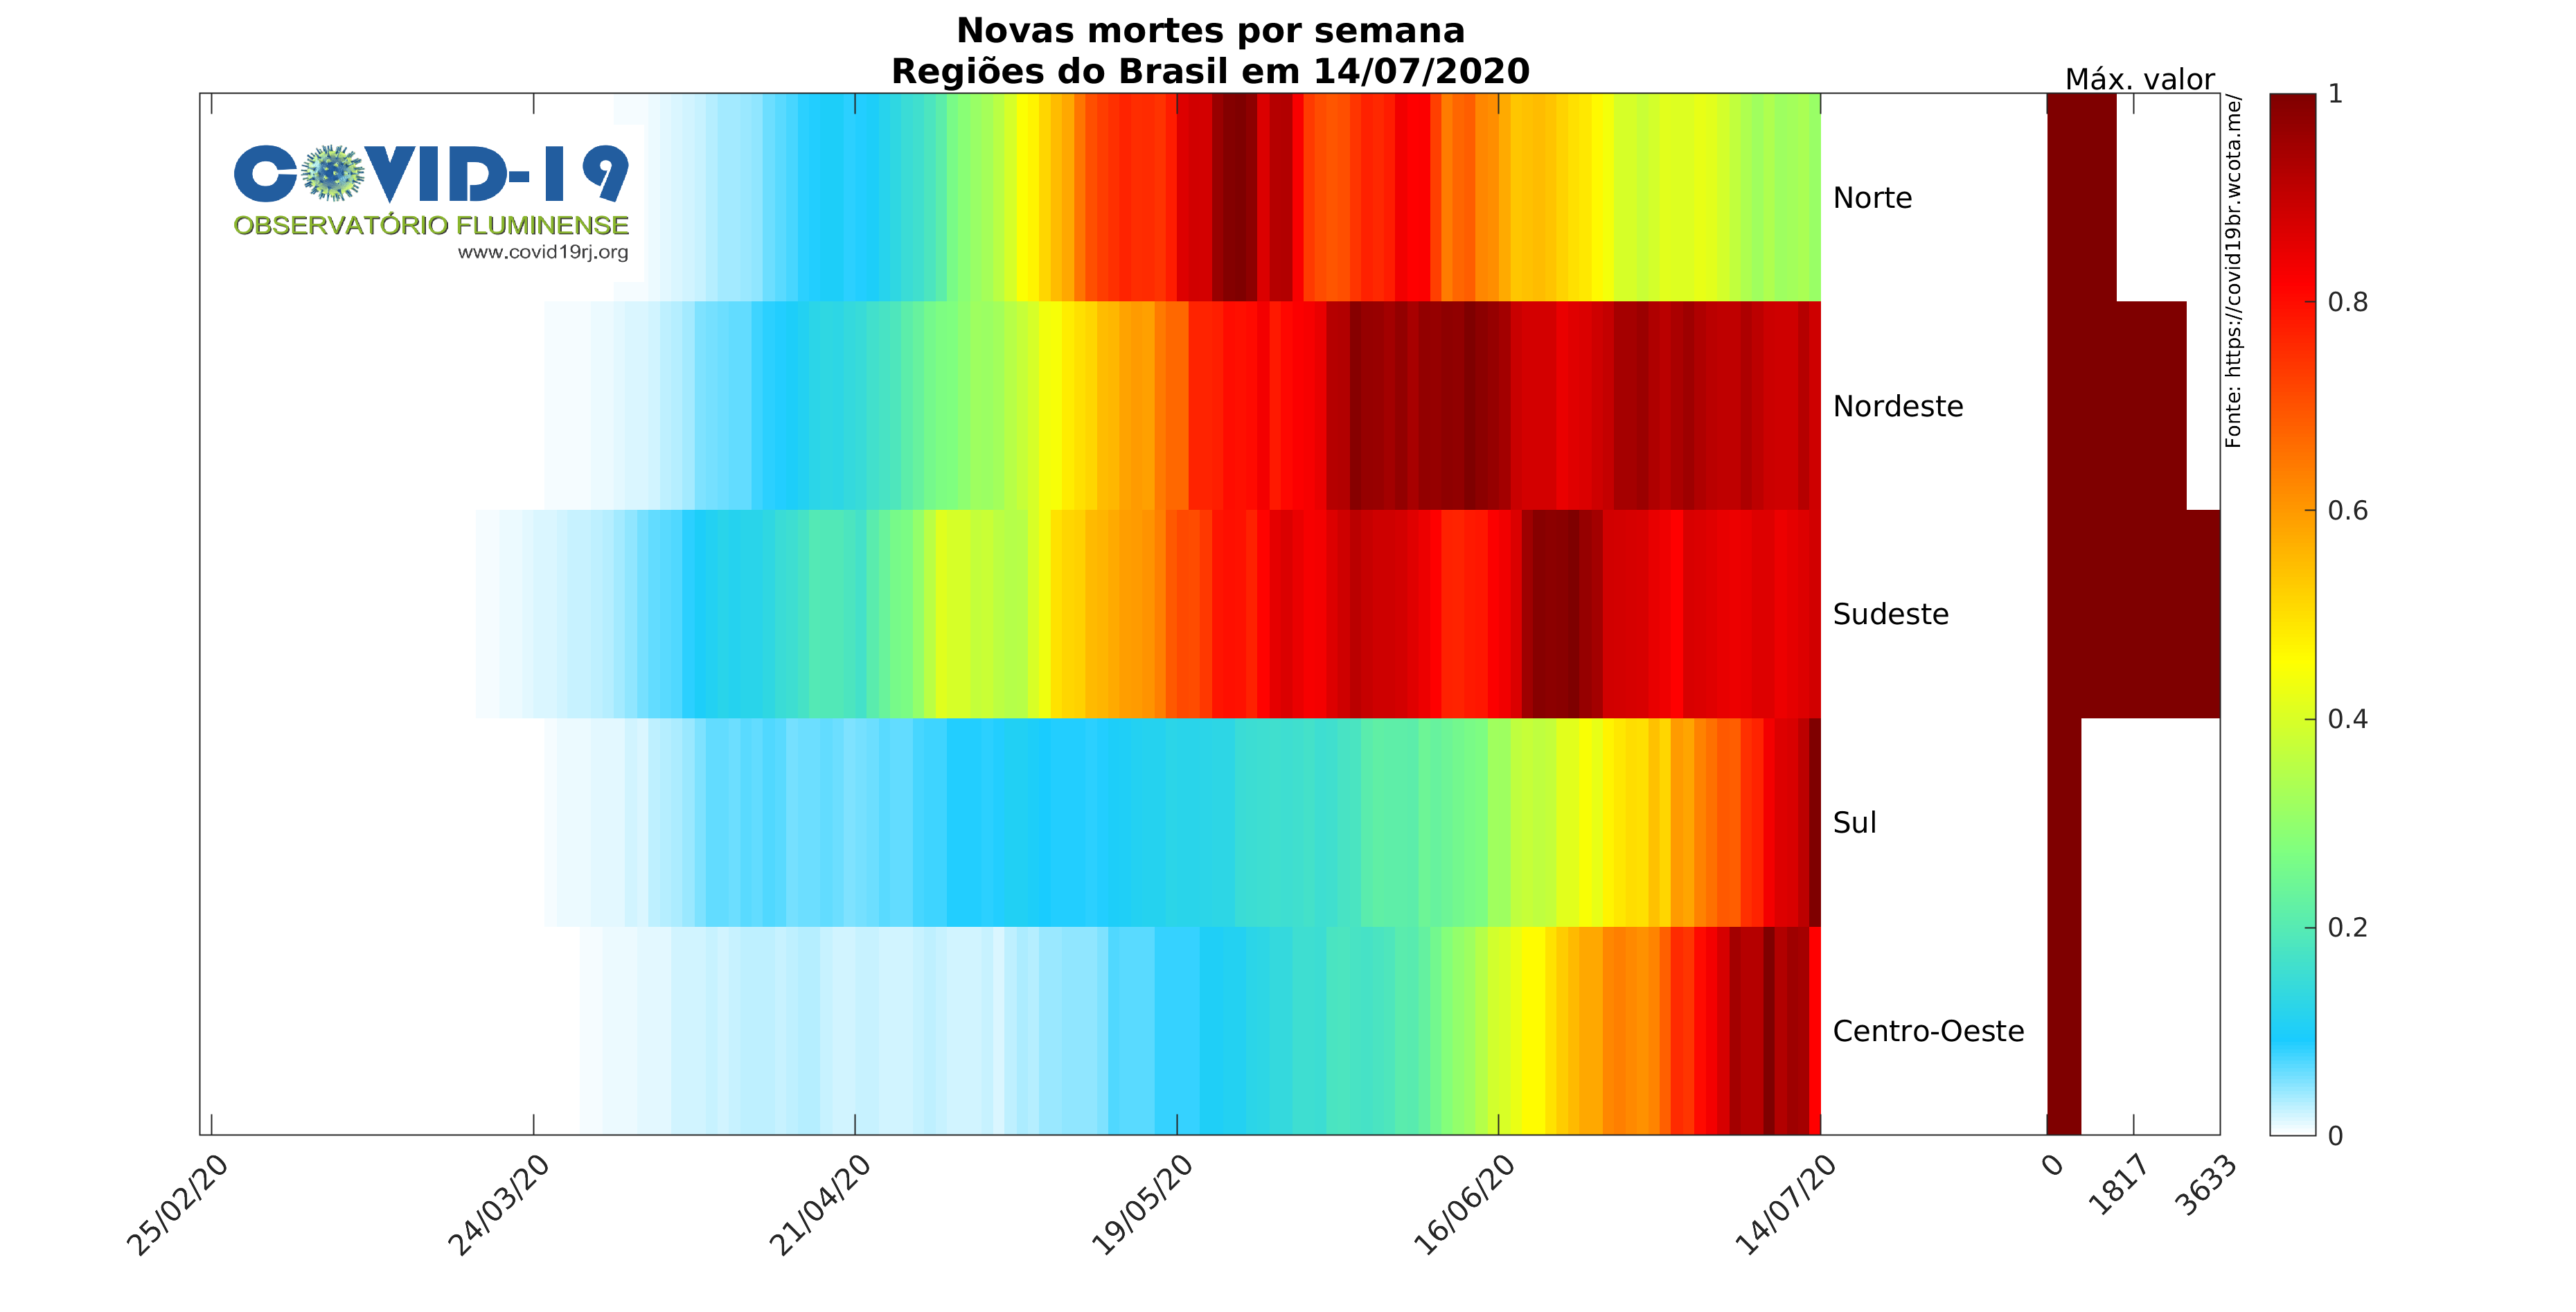 Novas mortes por semana
Regiões do Brasil em 14/07/2020
Máx. valor
COVID-19
OBSERVATÓRIO FLUMINENSE
www.covid19rj.org
Norte
Nordeste
Sudeste
Sul
Centro-Oeste
Fonte: https://covid19br.wcota.me/
1
0.8
0.6
0.4
0.2
0
25/02/20
24/03/20
21/04/20
19/05/20
16/06/20
14/07/20
0
1817
3633